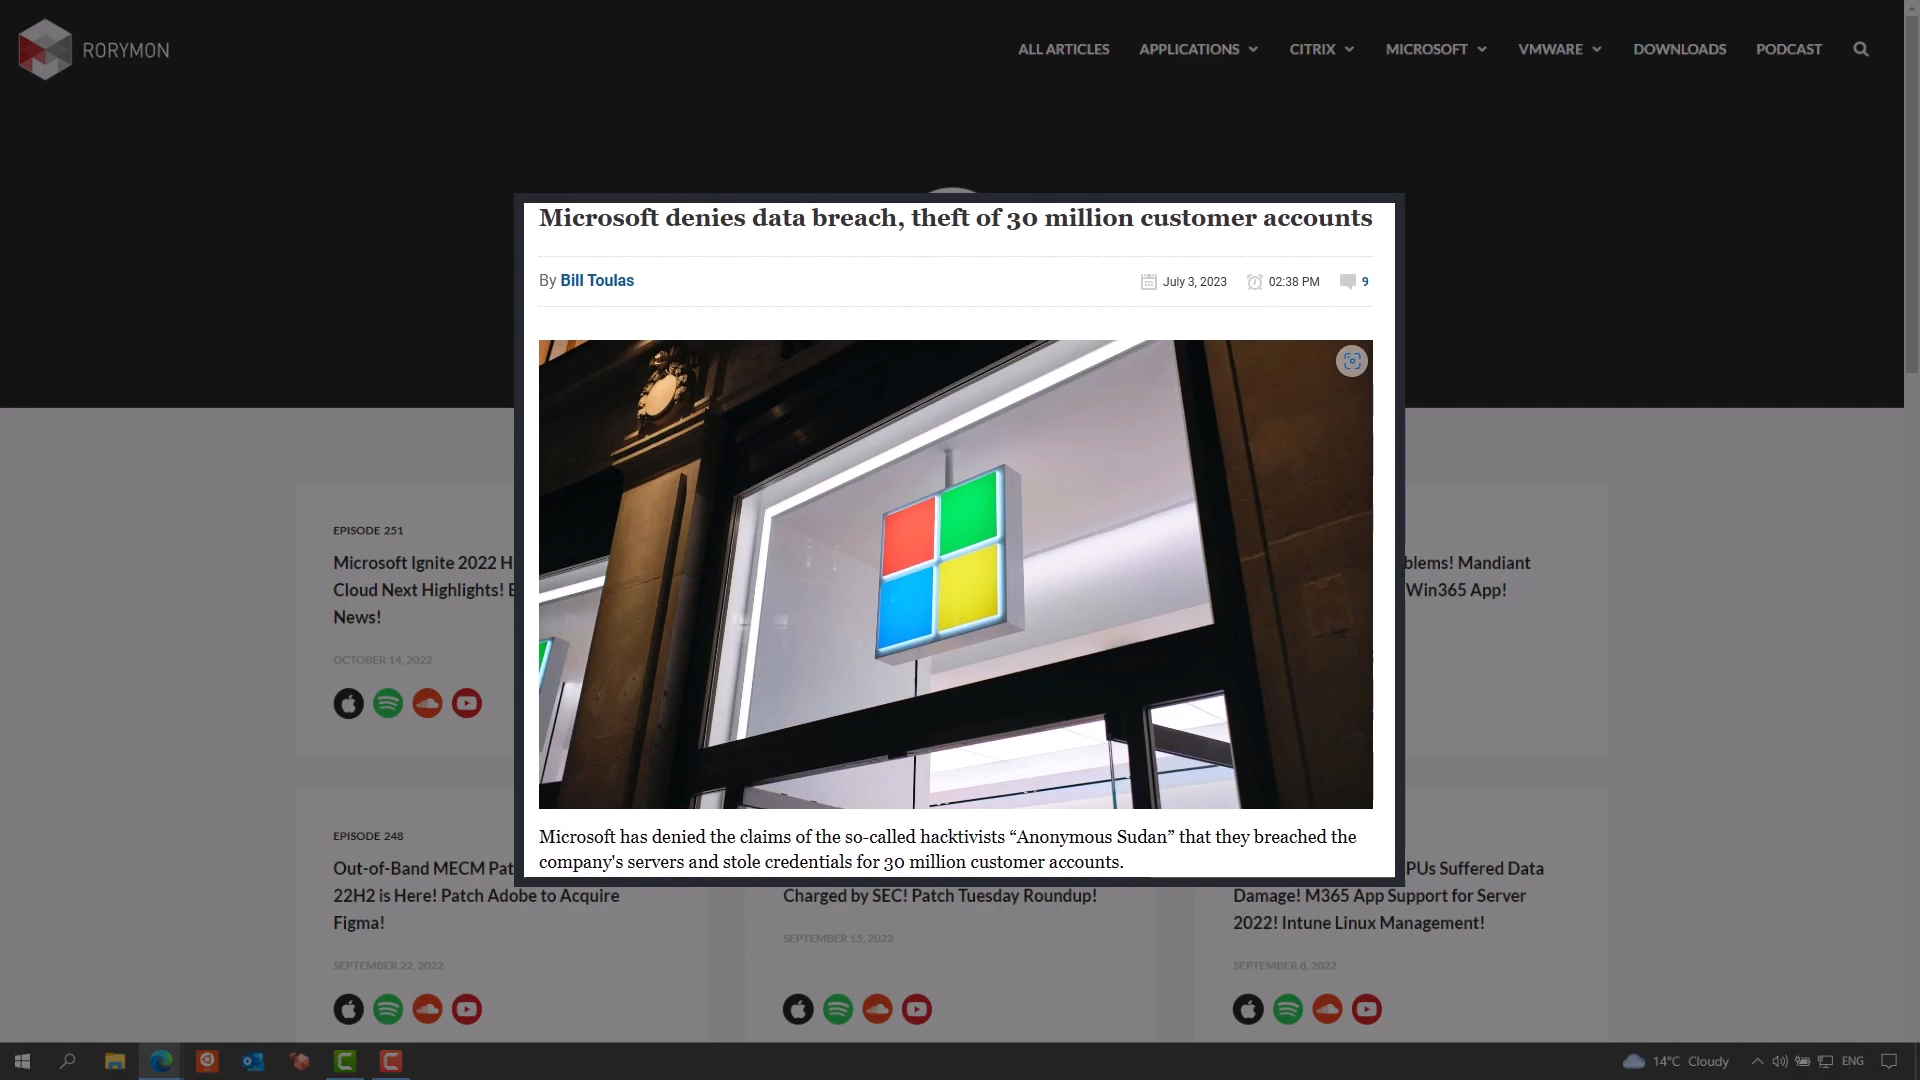 RORYMON
ALL ARTICLES
APPLICATIONS
CITRIX
MICROSOFT
VMWARE
DOWNLOADS
PODCAST
Microsoft denies data breach, theft of 30 million customer accounts
By Bill Toulas
July 3, 2023
02:38 PM
9
Microsoft has denied the claims of the so-called hacktivists “Anonymous Sudan” that they breached the
company's servers and stole credentials for 30 million customer accounts.
EPISODE 251
Microsoft Ignite 2022 H
Cloud Next Highlights!
News!
OCTOBER 14, 2022
blems! Mandiant
Win365 App!
EPISODE 248
Out-of-Band MECM Pat
22H2 is Here! Patch Adobe to Acquire
Figma!
SEPTEMBER 22, 2022
Charged by SEC! Patch Tuesday Roundup!
SEPTEMBER 15, 2022
PUs Suffered Data
Damage! M365 App Support for Server
2022! Intune Linux Management!
SEPTEMBER 8, 2022
14°C Cloudy
ENG